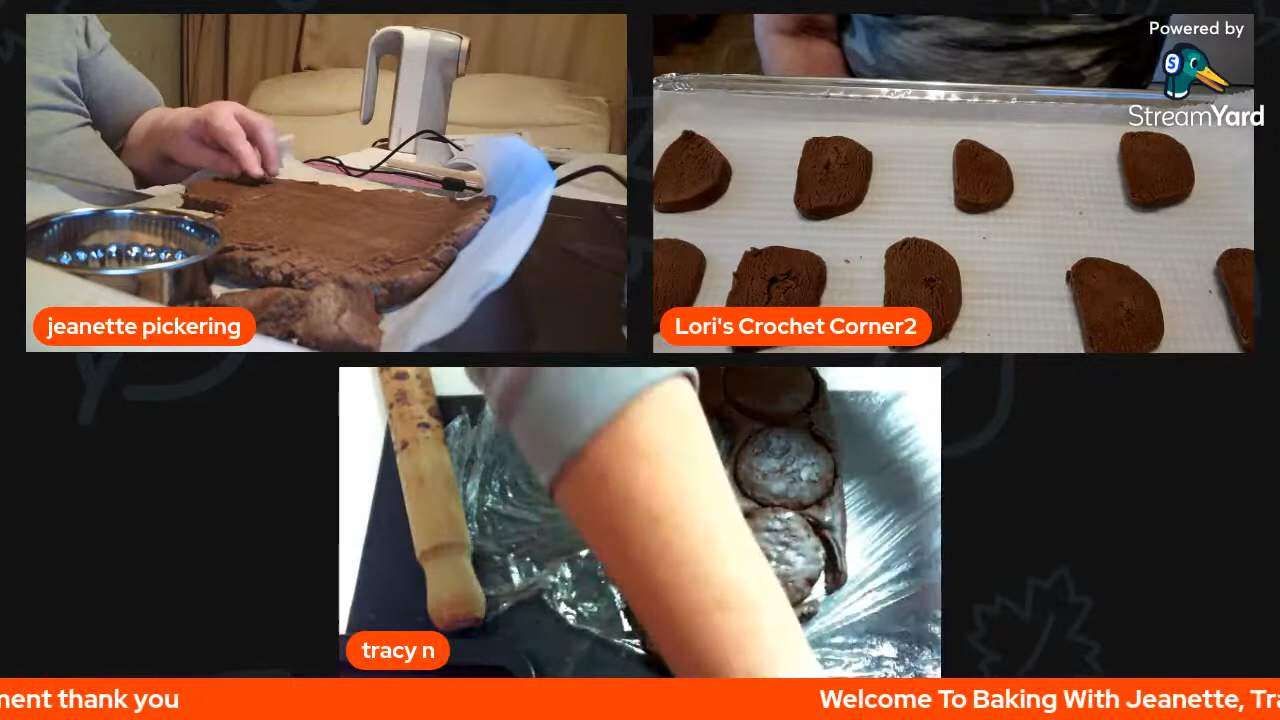 Powered by
S
StreamYard
jeanette pickering
Lori's Crochet Corner2
tracy n
ment thank you
Welcome To Baking With Jeanette, Tra